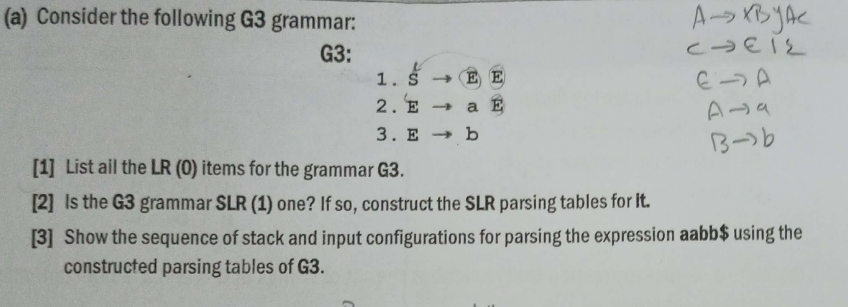 (a) Consider the following G3 grammar:
G3:
1. S → E E
2. E → a E
3. E → b
[1] List all the LR (0) items for the grammar G3.
[2] Is the G3 grammar SLR (1) one? If so, construct the SLR parsing tables for it.
[3] Show the sequence of stack and input configurations for parsing the expression aabb$ using the
constructed parsing tables of G3.
A → xByAc
A → a
B → b